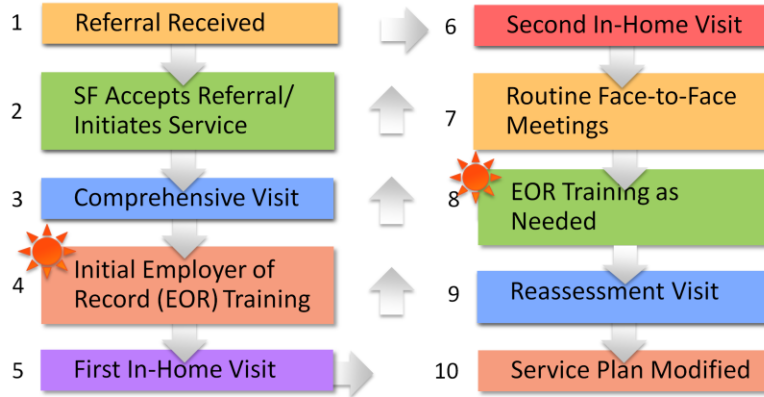 1 Referral Received
2 SF Accepts Referral/
Initiates Service
3 Comprehensive Visit
4 Initial Employer of
Record (EOR) Training
5 First In-Home Visit
6 Second In-Home Visit
7 Routine Face-to-Face
Meetings
8 EOR Training as
Needed
9 Reassessment Visit
10 Service Plan Modified